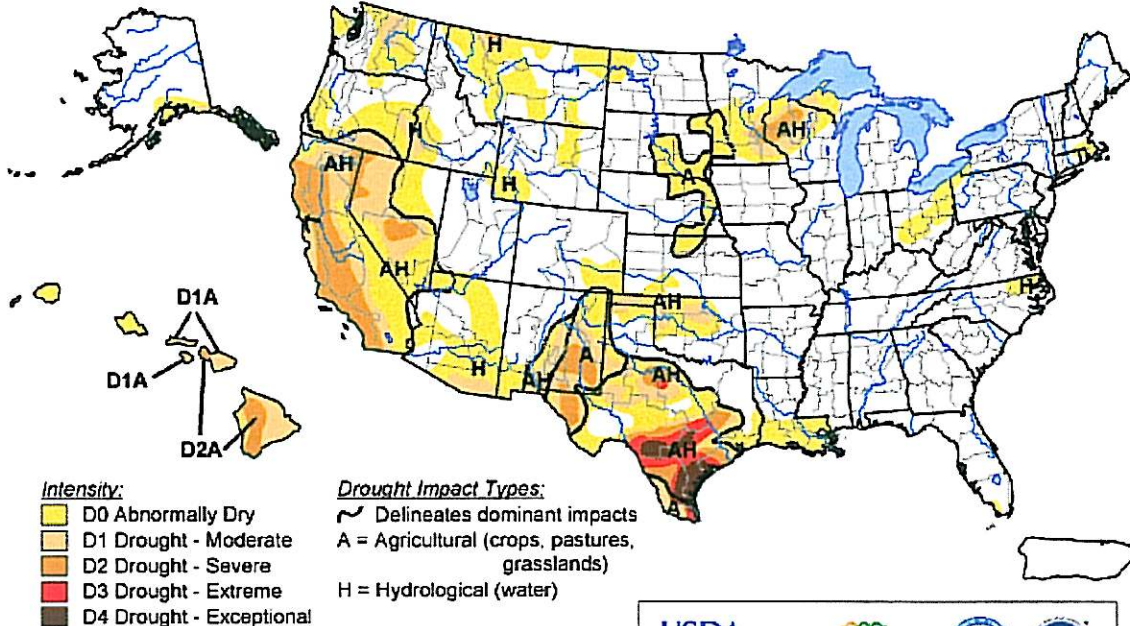 H
AH
H
H
AH
A
AH
D1A
D1A
D2A
H
AH
A
AH
AH
AH
H
A
Intensity:
D0 Abnormally Dry
D1 Drought - Moderate
D2 Drought - Severe
D3 Drought - Extreme
D4 Drought - Exceptional
Drought Impact Types:
Delineates dominant impacts
A = Agricultural (crops, pastures,
grasslands)
H = Hydrological (water)
USDA